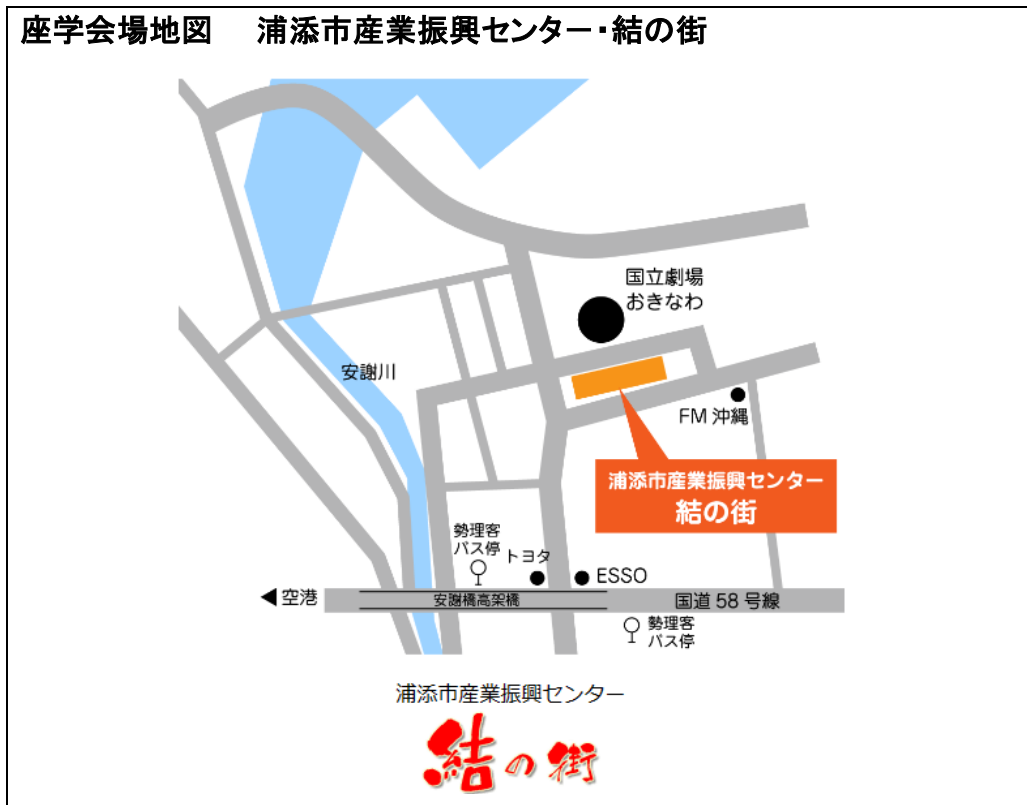 座学会場地図　浦添市産業振興センター・結の街
国立劇場
おきなわ
安謝川
FM 沖縄
浦添市産業振興センター
結の街
勢理客
バス停
トヨタ
ESSO
◀空港
安謝橋高架橋
国道 58 号線
勢理客
バス停
浦添市産業振興センター
結の街